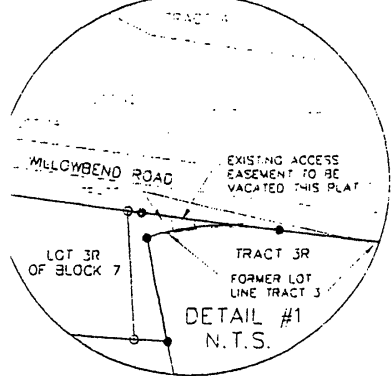 TRACT A
WILLOWBEND ROAD
EXISTING ACCESS
EASEMENT TO BE
VACATED THIS PLAT
LOT 3R
OF BLOCK 7
TRACT 3R
FORMER LOT
LINE TRACT 3
DETAIL #1
N.T.S.